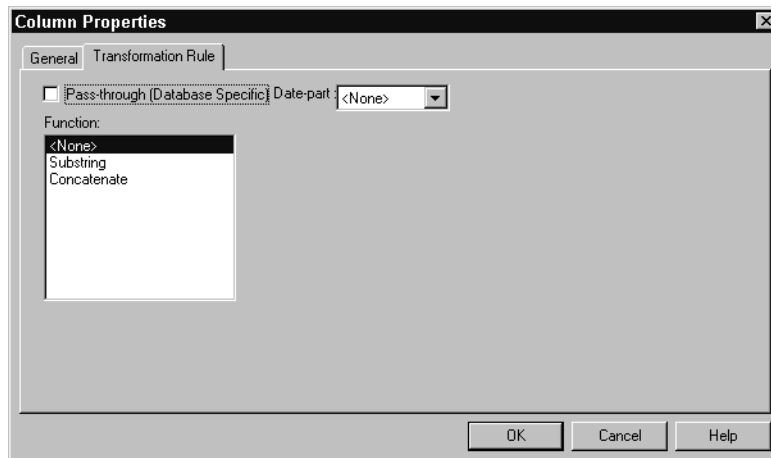 Column Properties
General Transformation Rule
Pass-through (Database Specific) Date-part : <None>
Function:
<None>
Substring
Concatenate
OK Cancel Help